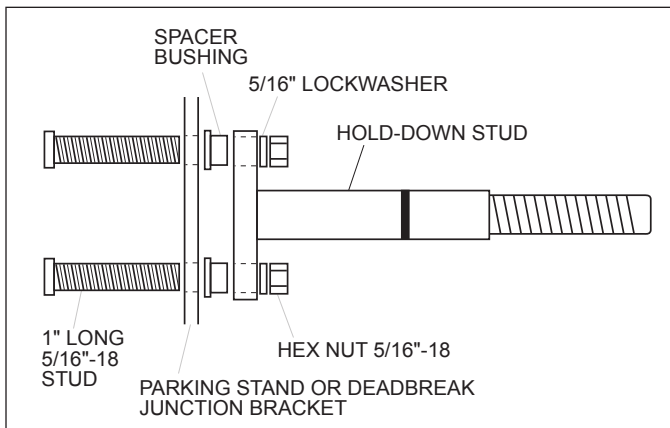 SPACER
BUSHING
5/16" LOCKWASHER
HOLD-DOWN STUD
1" LONG
5/16"-18
STUD
HEX NUT 5/16"-18
PARKING STAND OR DEADBREAK
JUNCTION BRACKET